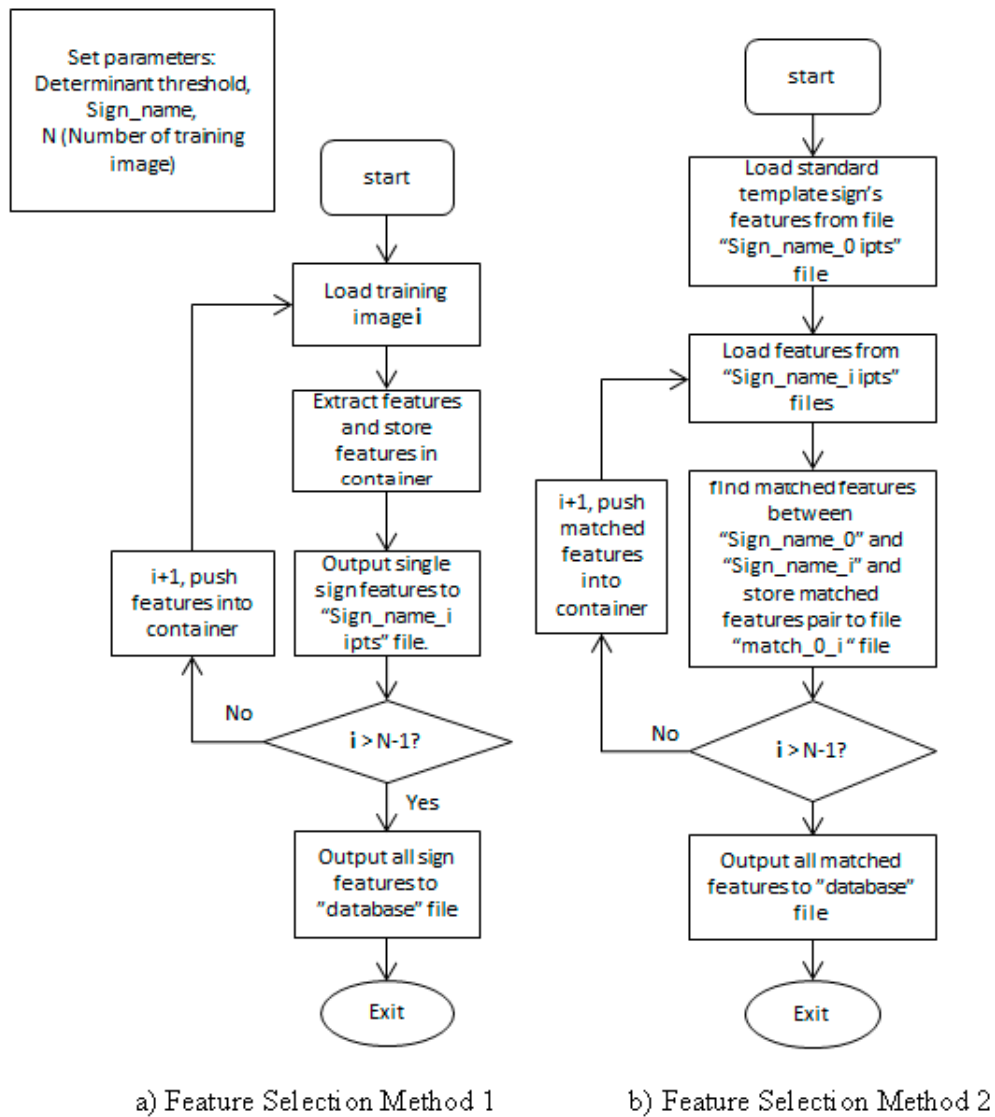 Set parameters:
Determinant threshold,
Sign_name,
N (Number of training
image)
start
Load training
image i
Extract features
and store
features in
container
Output single
sign features to
“Sign_name_i
ipts” file.
i+1, push
features into
container
No
i > N-1?
Yes
Output all sign
features to
”database” file
Exit
a) Feature Selection Method 1
start
Load standard
template sign’s
features from file
“Sign_name_0 ipts”
file
Load features from
“Sign_name_i ipts”
files
find matched features
between
“Sign_name_0” and
“Sign_name_i” and
store matched
features pair to file
“match_0_i “ file
i+1, push
matched
features
into
container
No
i > N-1?
Output all matched
features to ”database”
file
Exit
b) Feature Selection Method 2